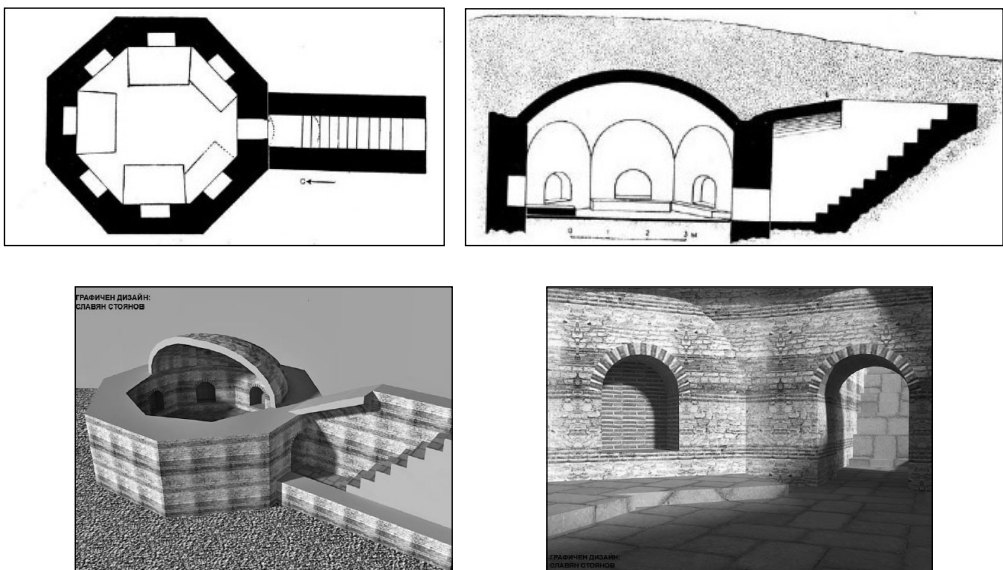 С
0 1 2 3 м
ГРАФИЧЕН ДИЗАЙН:
СЛАВЯН СТОЯНОВ
ГРАФИЧЕН ДИЗАЙН:
СЛАВЯН СТОЯНОВ